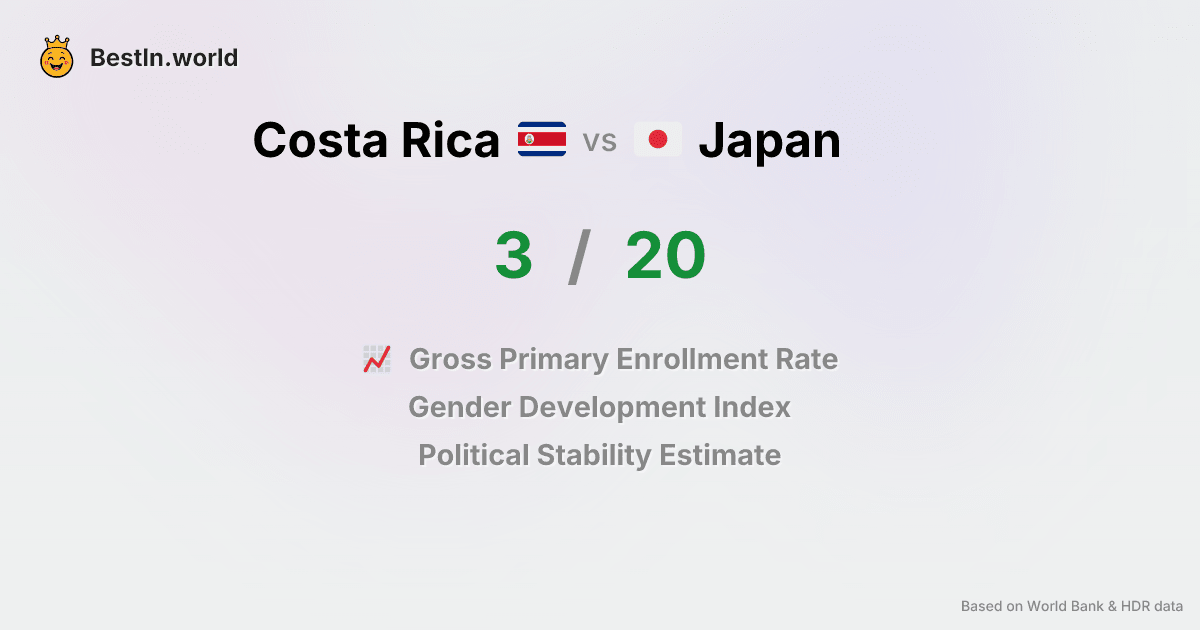 BestIn.world
Costa Rica vs Japan
3 / 20
Gross Primary Enrollment Rate
Gender Development Index
Political Stability Estimate
Based on World Bank & HDR data